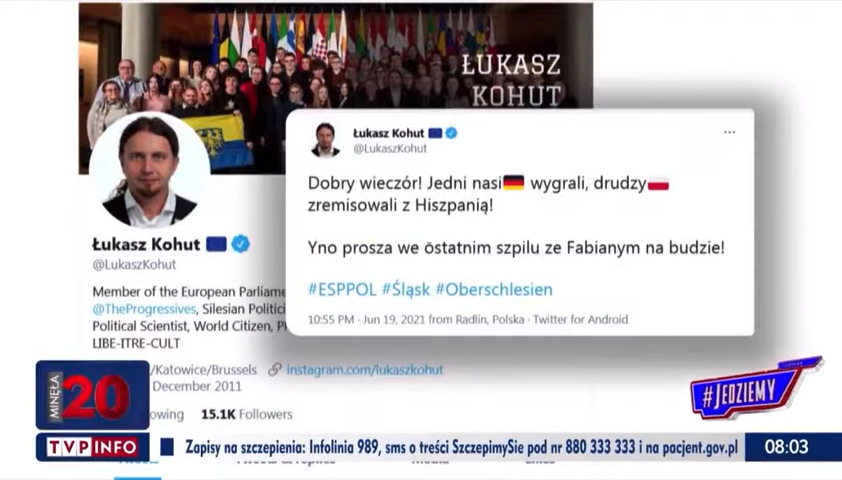 ŁUKASZ
KOHUT
Łukasz Kohut
@LukaszKohut
Dobry wieczór! Jedni nasi🇩🇪 wygrali, drudzy🇵🇱
zremisowali z Hiszpanią!
Yno prosza we ôstatnim szpilu ze Fabianym na budzie!
#ESPPOL #Śląsk #Oberschlesien
10:55 PM · Jun 19, 2021 from Radlin, Polska · Twitter for Android
Łukasz Kohut
@LukaszKohut
Member of the European Parliame
@TheProgressives, Silesian Politici
Political Scientist, World Citizen, P
LIBE-ITRE-CULT
/Katowice/Brussels instagram.com/lukaszkohut
December 2011
owing 15.1K Followers
MINĘŁA
20
#JEDZIEMY
TVP INFO
Zapisy na szczepienia: Infolinia 989, sms o treści SzczepimySie pod nr 880 333 333 i na pacjent.gov.pl
08:03